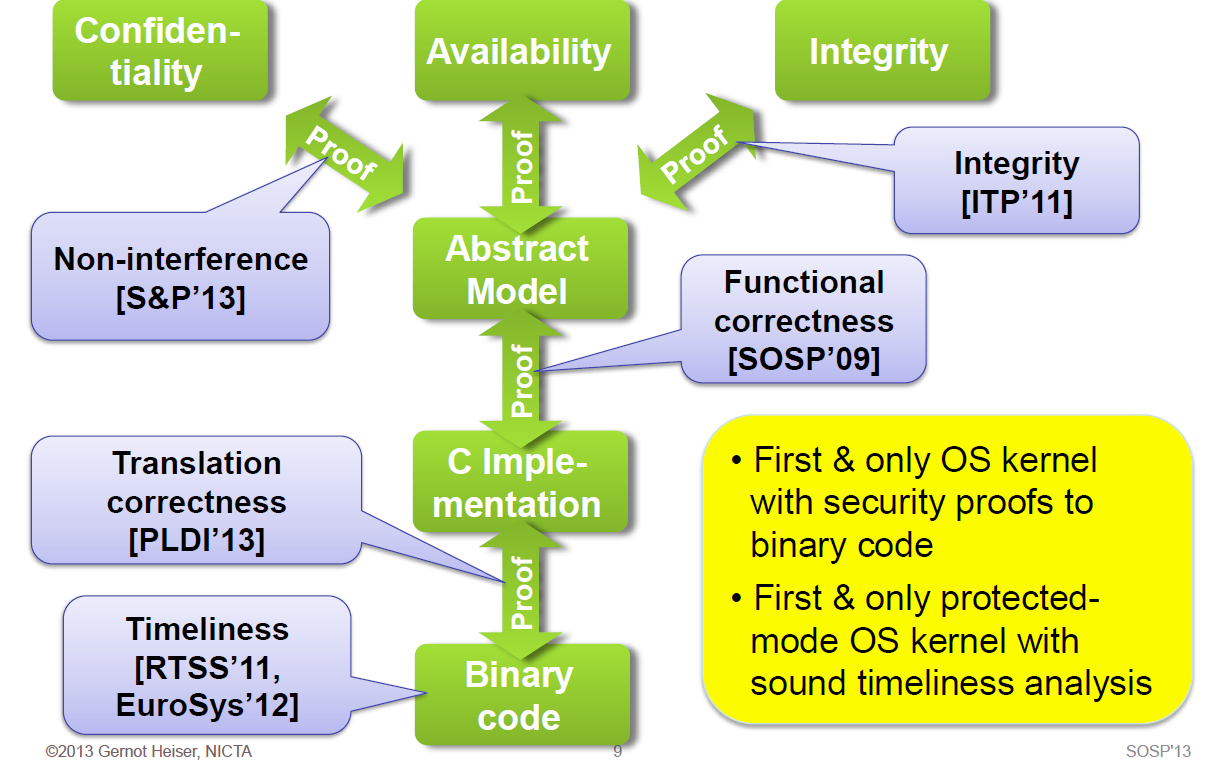 Confiden-
tiality
Availability
Integrity
Proof
Proof
Proof
Integrity
[ITP’11]
Non-interference
[S&P’13]
Abstract
Model
Functional
correctness
[SOSP’09]
Proof
Translation
correctness
[PLDI’13]
C Imple-
mentation
• First & only OS kernel
with security proofs to
binary code
• First & only protected-
mode OS kernel with
sound timeliness analysis
Proof
Timeliness
[RTSS’11,
EuroSys’12]
Binary
code
©2013 Gernot Heiser, NICTA
9
SOSP'13